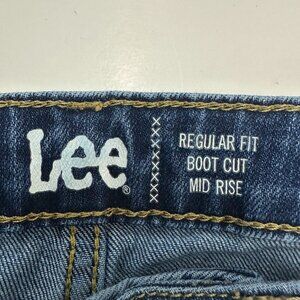 Lee®
REGULAR FIT
BOOT CUT
MID RISE